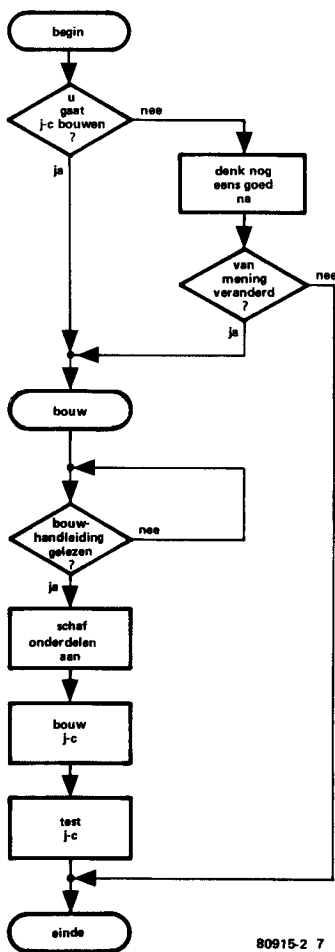 begin
u
gaat
j-c bouwen
?
nee
ja
denk nog
eens goed
na
van
mening
veranderd
?
nee
ja
bouw
bouw-
handleiding
gelezen
?
nee
ja
schaf
onderdelen
aan
bouw
j-c
test
j-c
einde
80915-2 7